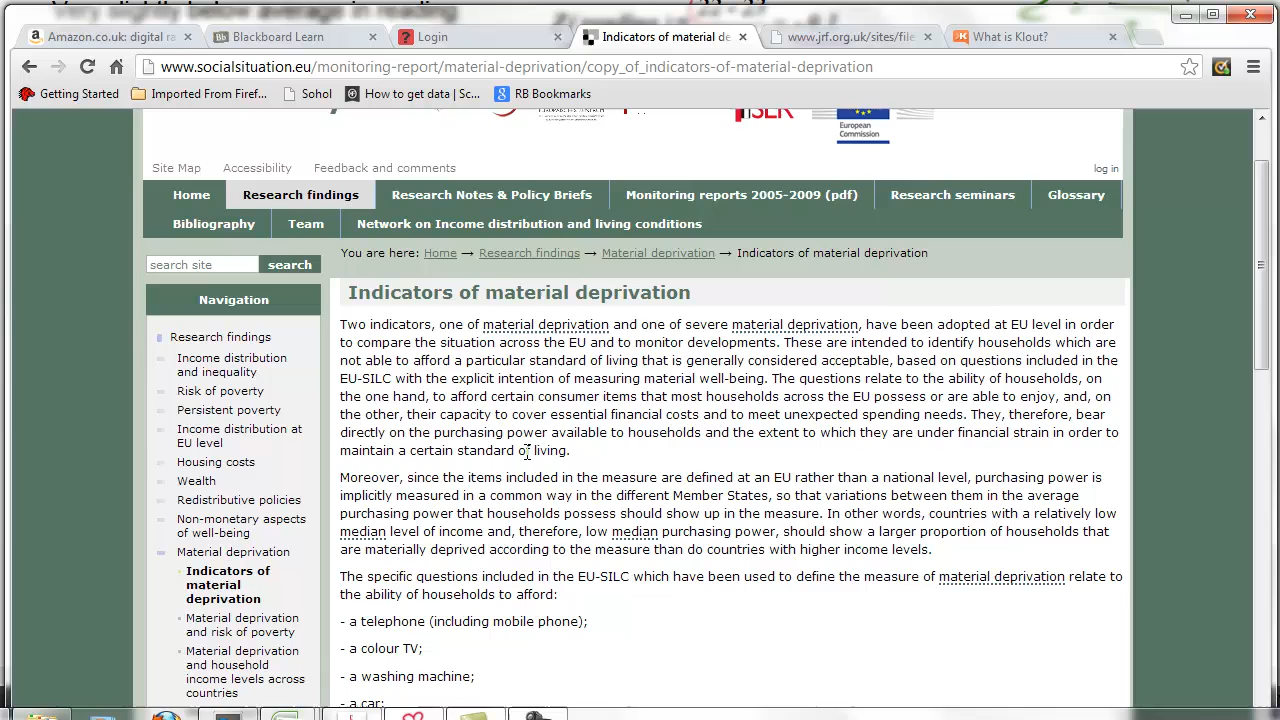 Very slightly below average in reading
Amazon.co.uk: digital ra
Blackboard Learn
Login
Indicators of material de
www.jrf.org.uk/sites/file
What is Klout?
www.socialsituation.eu/monitoring-report/material-deprivation/copy_of_indicators-of-material-deprivation
Getting Started
Imported From Firef...
Sohol
How to get data | Sc...
RB Bookmarks
European
Commission
Site Map
Accessibility
Feedback and comments
log in
Home
Research findings
Research Notes & Policy Briefs
Monitoring reports 2005-2009 (pdf)
Research seminars
Glossary
Bibliography
Team
Network on Income distribution and living conditions
search site
search
You are here: Home → Research findings → Material deprivation → Indicators of material deprivation
Navigation
Research findings
Income distribution
and inequality
Risk of poverty
Persistent poverty
Income distribution at
EU level
Housing costs
Wealth
Redistributive policies
Non-monetary aspects
of well-being
Material deprivation
Indicators of
material
deprivation
Material deprivation
and risk of poverty
Material deprivation
and household
income levels across
countries
Indicators of material deprivation
Two indicators, one of material deprivation and one of severe material deprivation, have been adopted at EU level in order
to compare the situation across the EU and to monitor developments. These are intended to identify households which are
not able to afford a particular standard of living that is generally considered acceptable, based on questions included in the
EU-SILC with the explicit intention of measuring material well-being. The questions relate to the ability of households, on
the one hand, to afford certain consumer items that most households across the EU possess or are able to enjoy, and, on
the other, their capacity to cover essential financial costs and to meet unexpected spending needs. They, therefore, bear
directly on the purchasing power available to households and the extent to which they are under financial strain in order to
maintain a certain standard of living.
Moreover, since the items included in the measure are defined at an EU rather than a national level, purchasing power is
implicitly measured in a common way in the different Member States, so that variations between them in the average
purchasing power that households possess should show up in the measure. In other words, countries with a relatively low
median level of income and, therefore, low median purchasing power, should show a larger proportion of households that
are materially deprived according to the measure than do countries with higher income levels.
The specific questions included in the EU-SILC which have been used to define the measure of material deprivation relate to
the ability of households to afford:
- a telephone (including mobile phone);
- a colour TV;
- a washing machine;
- a car;